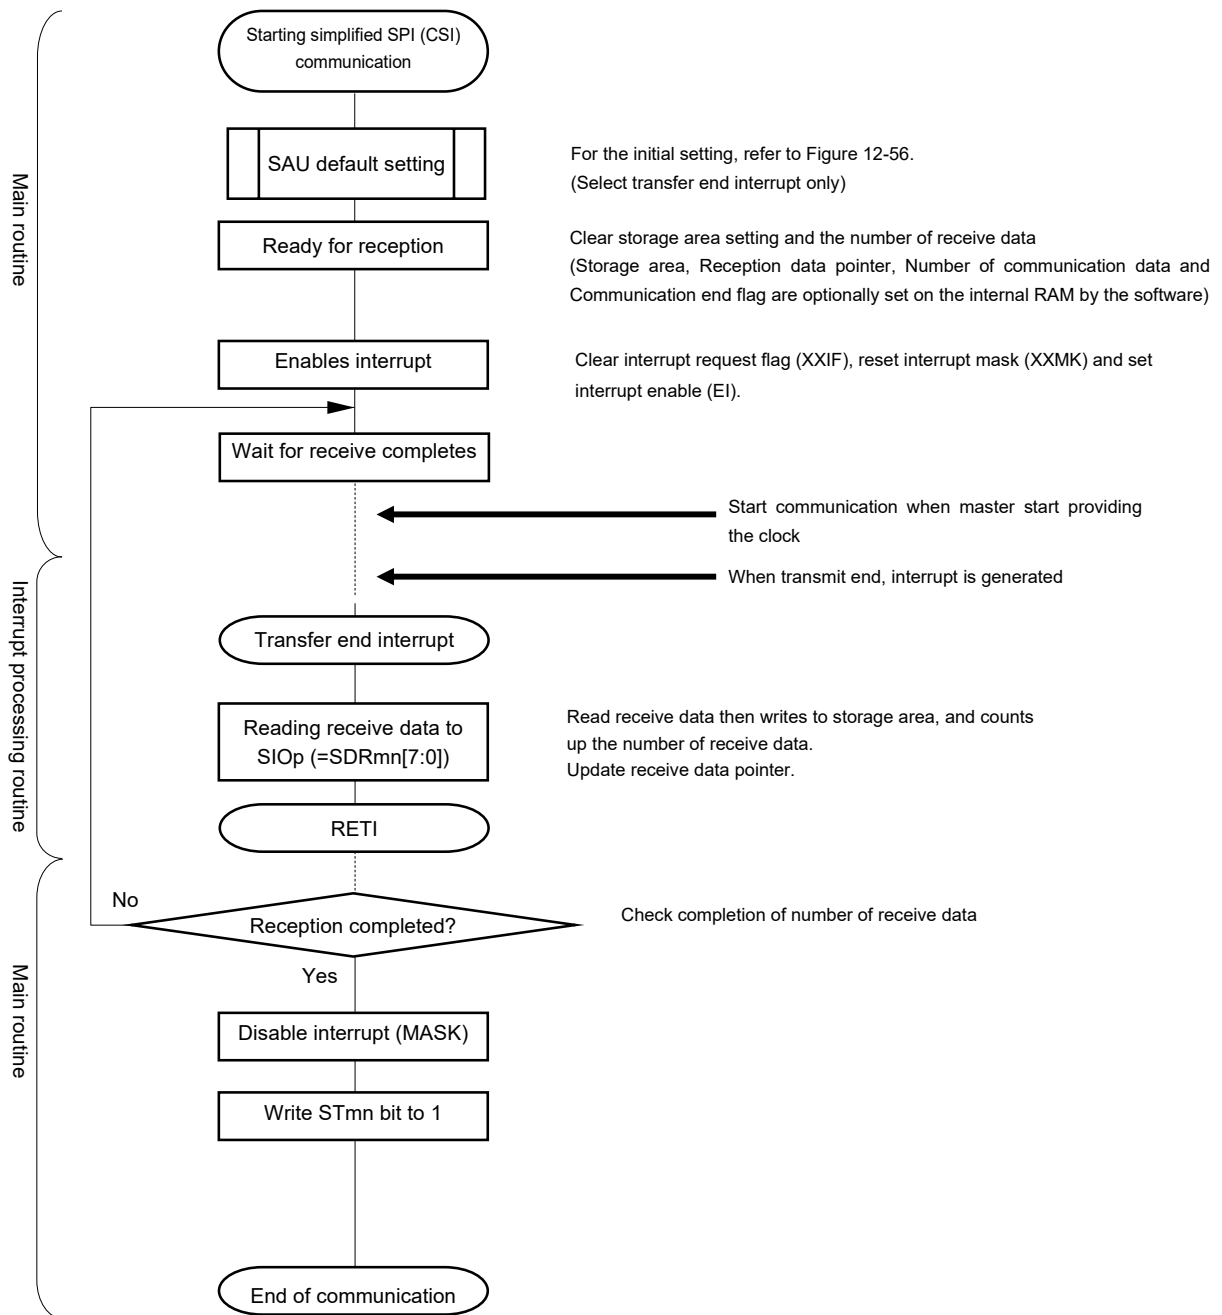 Starting simplified SPI (CSI)
communication
SAU default setting
For the initial setting, refer to Figure 12-56.
(Select transfer end interrupt only)
Main routine
Ready for reception
Clear storage area setting and the number of receive data
(Storage area, Reception data pointer, Number of communication data and
Communication end flag are optionally set on the internal RAM by the software)
Enables interrupt
Clear interrupt request flag (XXIF), reset interrupt mask (XXMK) and set
interrupt enable (EI).
Wait for receive completes
Start communication when master start providing
the clock
When transmit end, interrupt is generated
Interrupt processing routine
Transfer end interrupt
Reading receive data to
SIOp (=SDRmn[7:0])
Read receive data then writes to storage area, and counts
up the number of receive data.
Update receive data pointer.
RETI
No
Reception completed?
Check completion of number of receive data
Yes
Main routine
Disable interrupt (MASK)
Write STmn bit to 1
End of communication